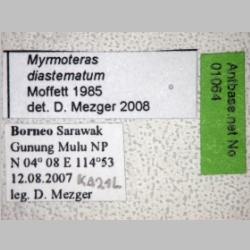 Myrmoteras
diastematum
Moffett 1985
det. D. Mezger 2008
Antbase.net No
01064
Borneo Sarawak
Gunung Mulu NP
N 04° 08 E 114°53
12.08.2007 KA21L
leg. D. Mezger